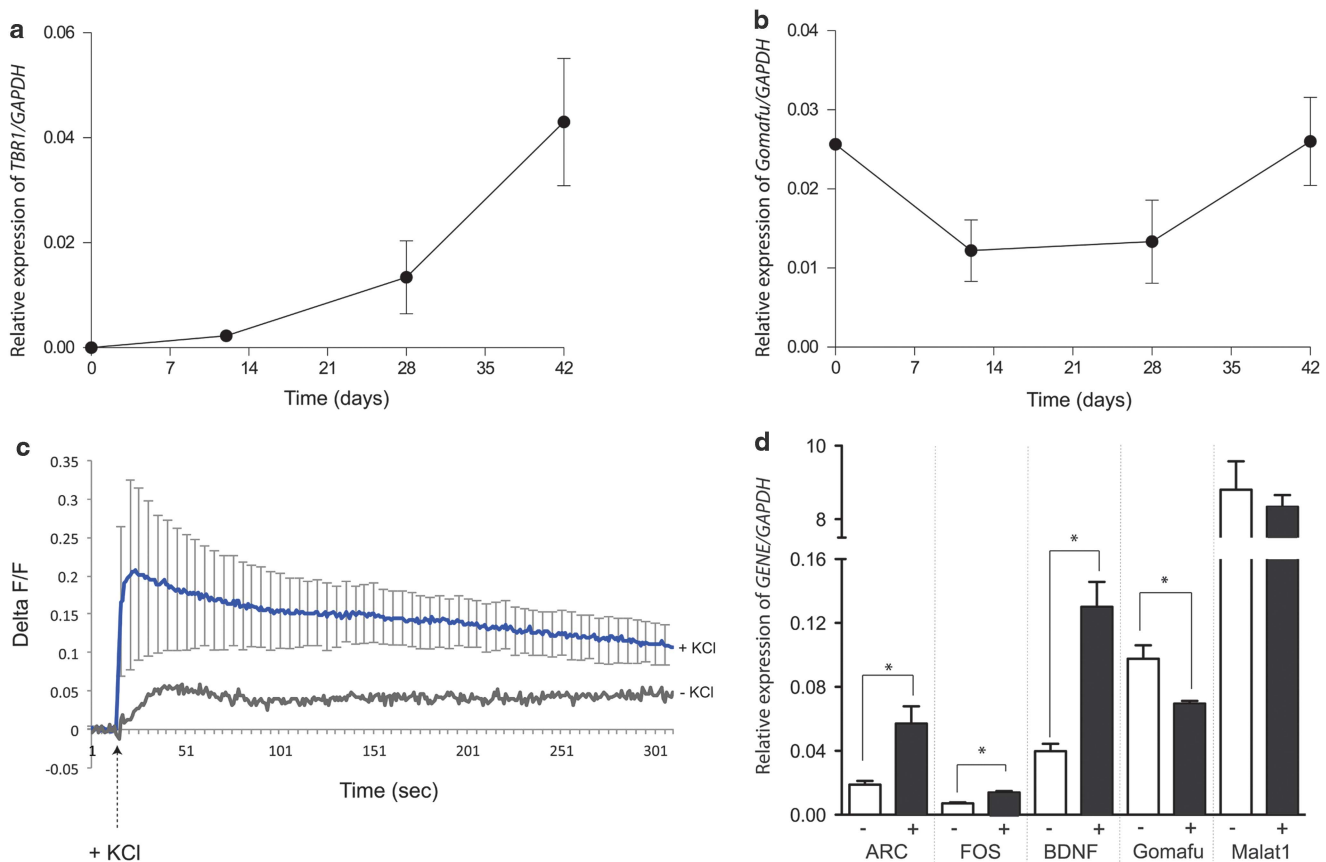 a
Relative expression of TBR1/GAPDH
0.06
0.04
0.02
0.00
0 7 14 21 28 35 42
Time (days)
b
Relative expression of Gomafu/GAPDH
0.04
0.03
0.02
0.01
0.00
0 7 14 21 28 35 42
Time (days)
c
Delta F/F
0.35
0.3
0.25
0.2
0.15
0.1
0.05
0
-0.05
1 51 101 151 201 251 301
+ KCl
- KCl
Time (sec)
+ KCl
d
Relative expression of GENE/GAPDH
10
8
0.16
0.12
0.08
0.04
0.00
* * * *
- + - + - + - + - +
ARC FOS BDNF Gomafu Malat1